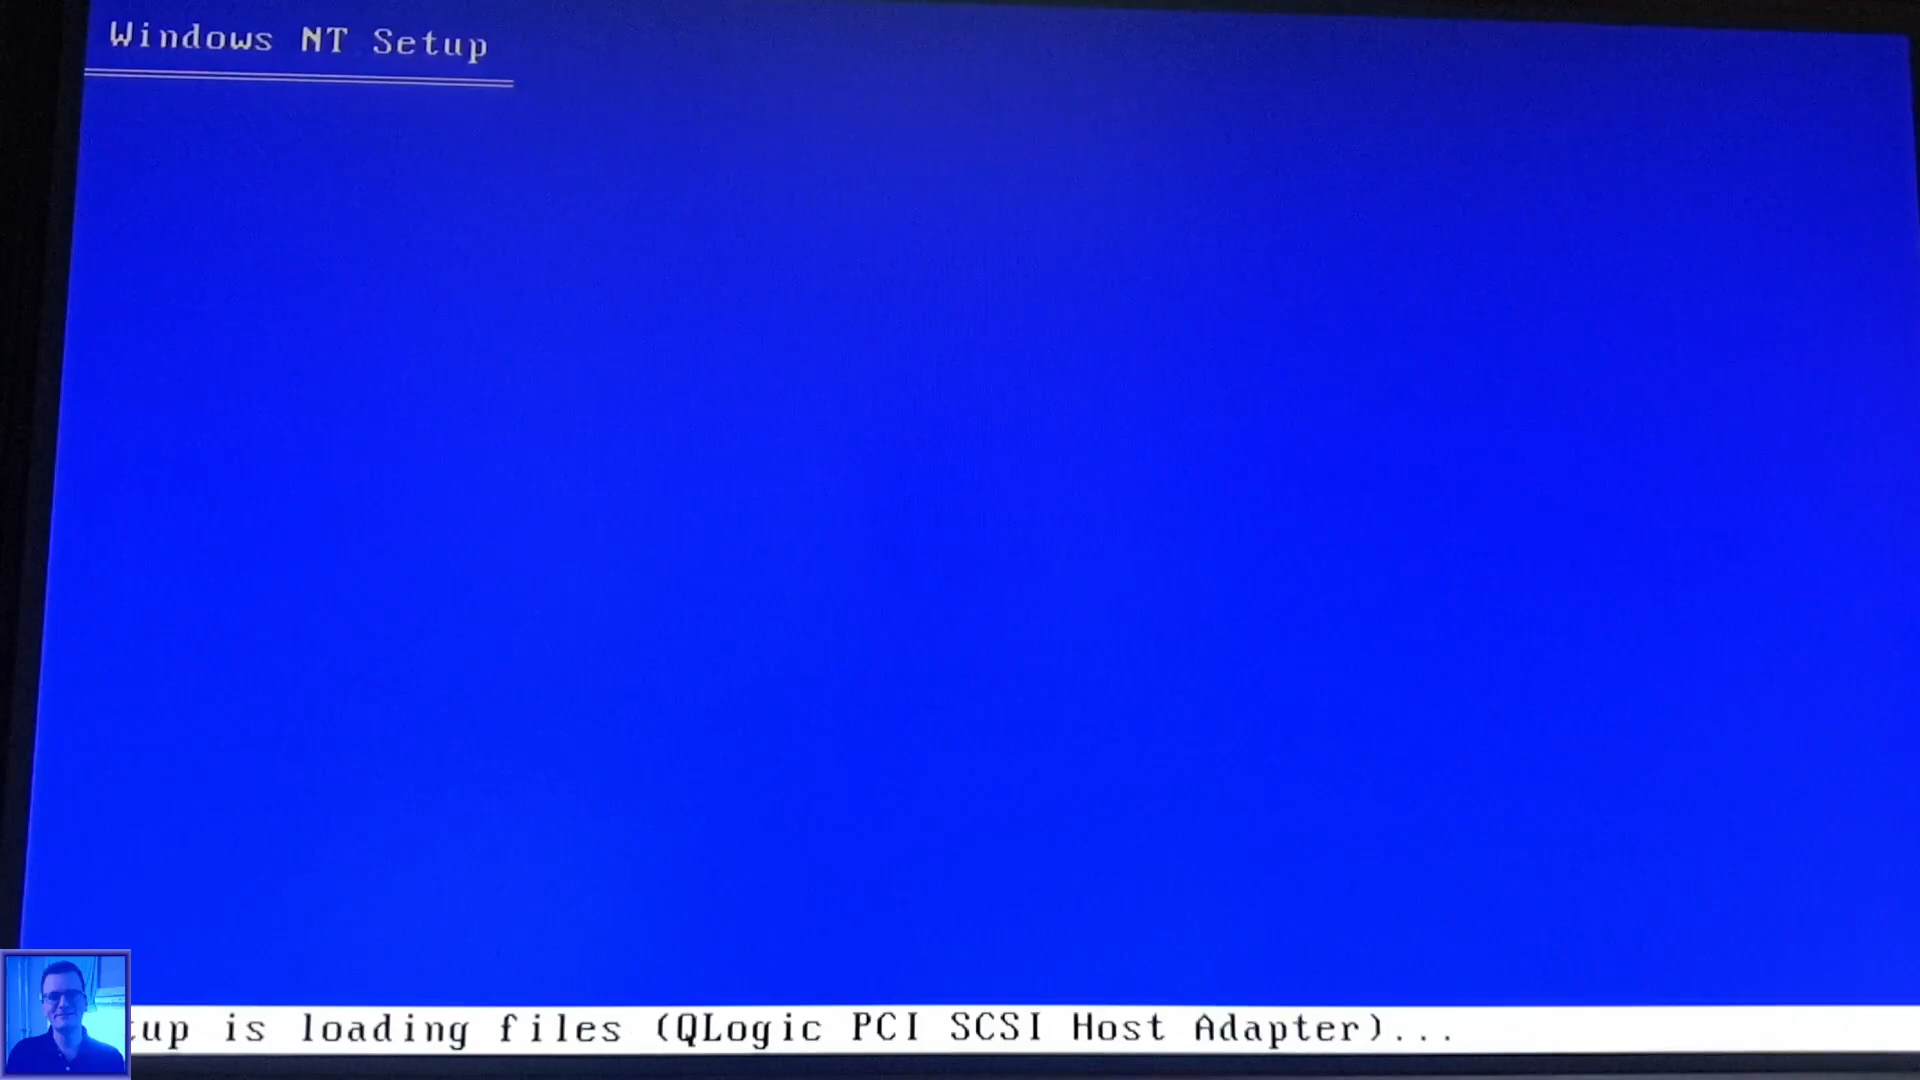 Windows NT Setup
up is loading files (QLogic PCI SCSI Host Adapter)...